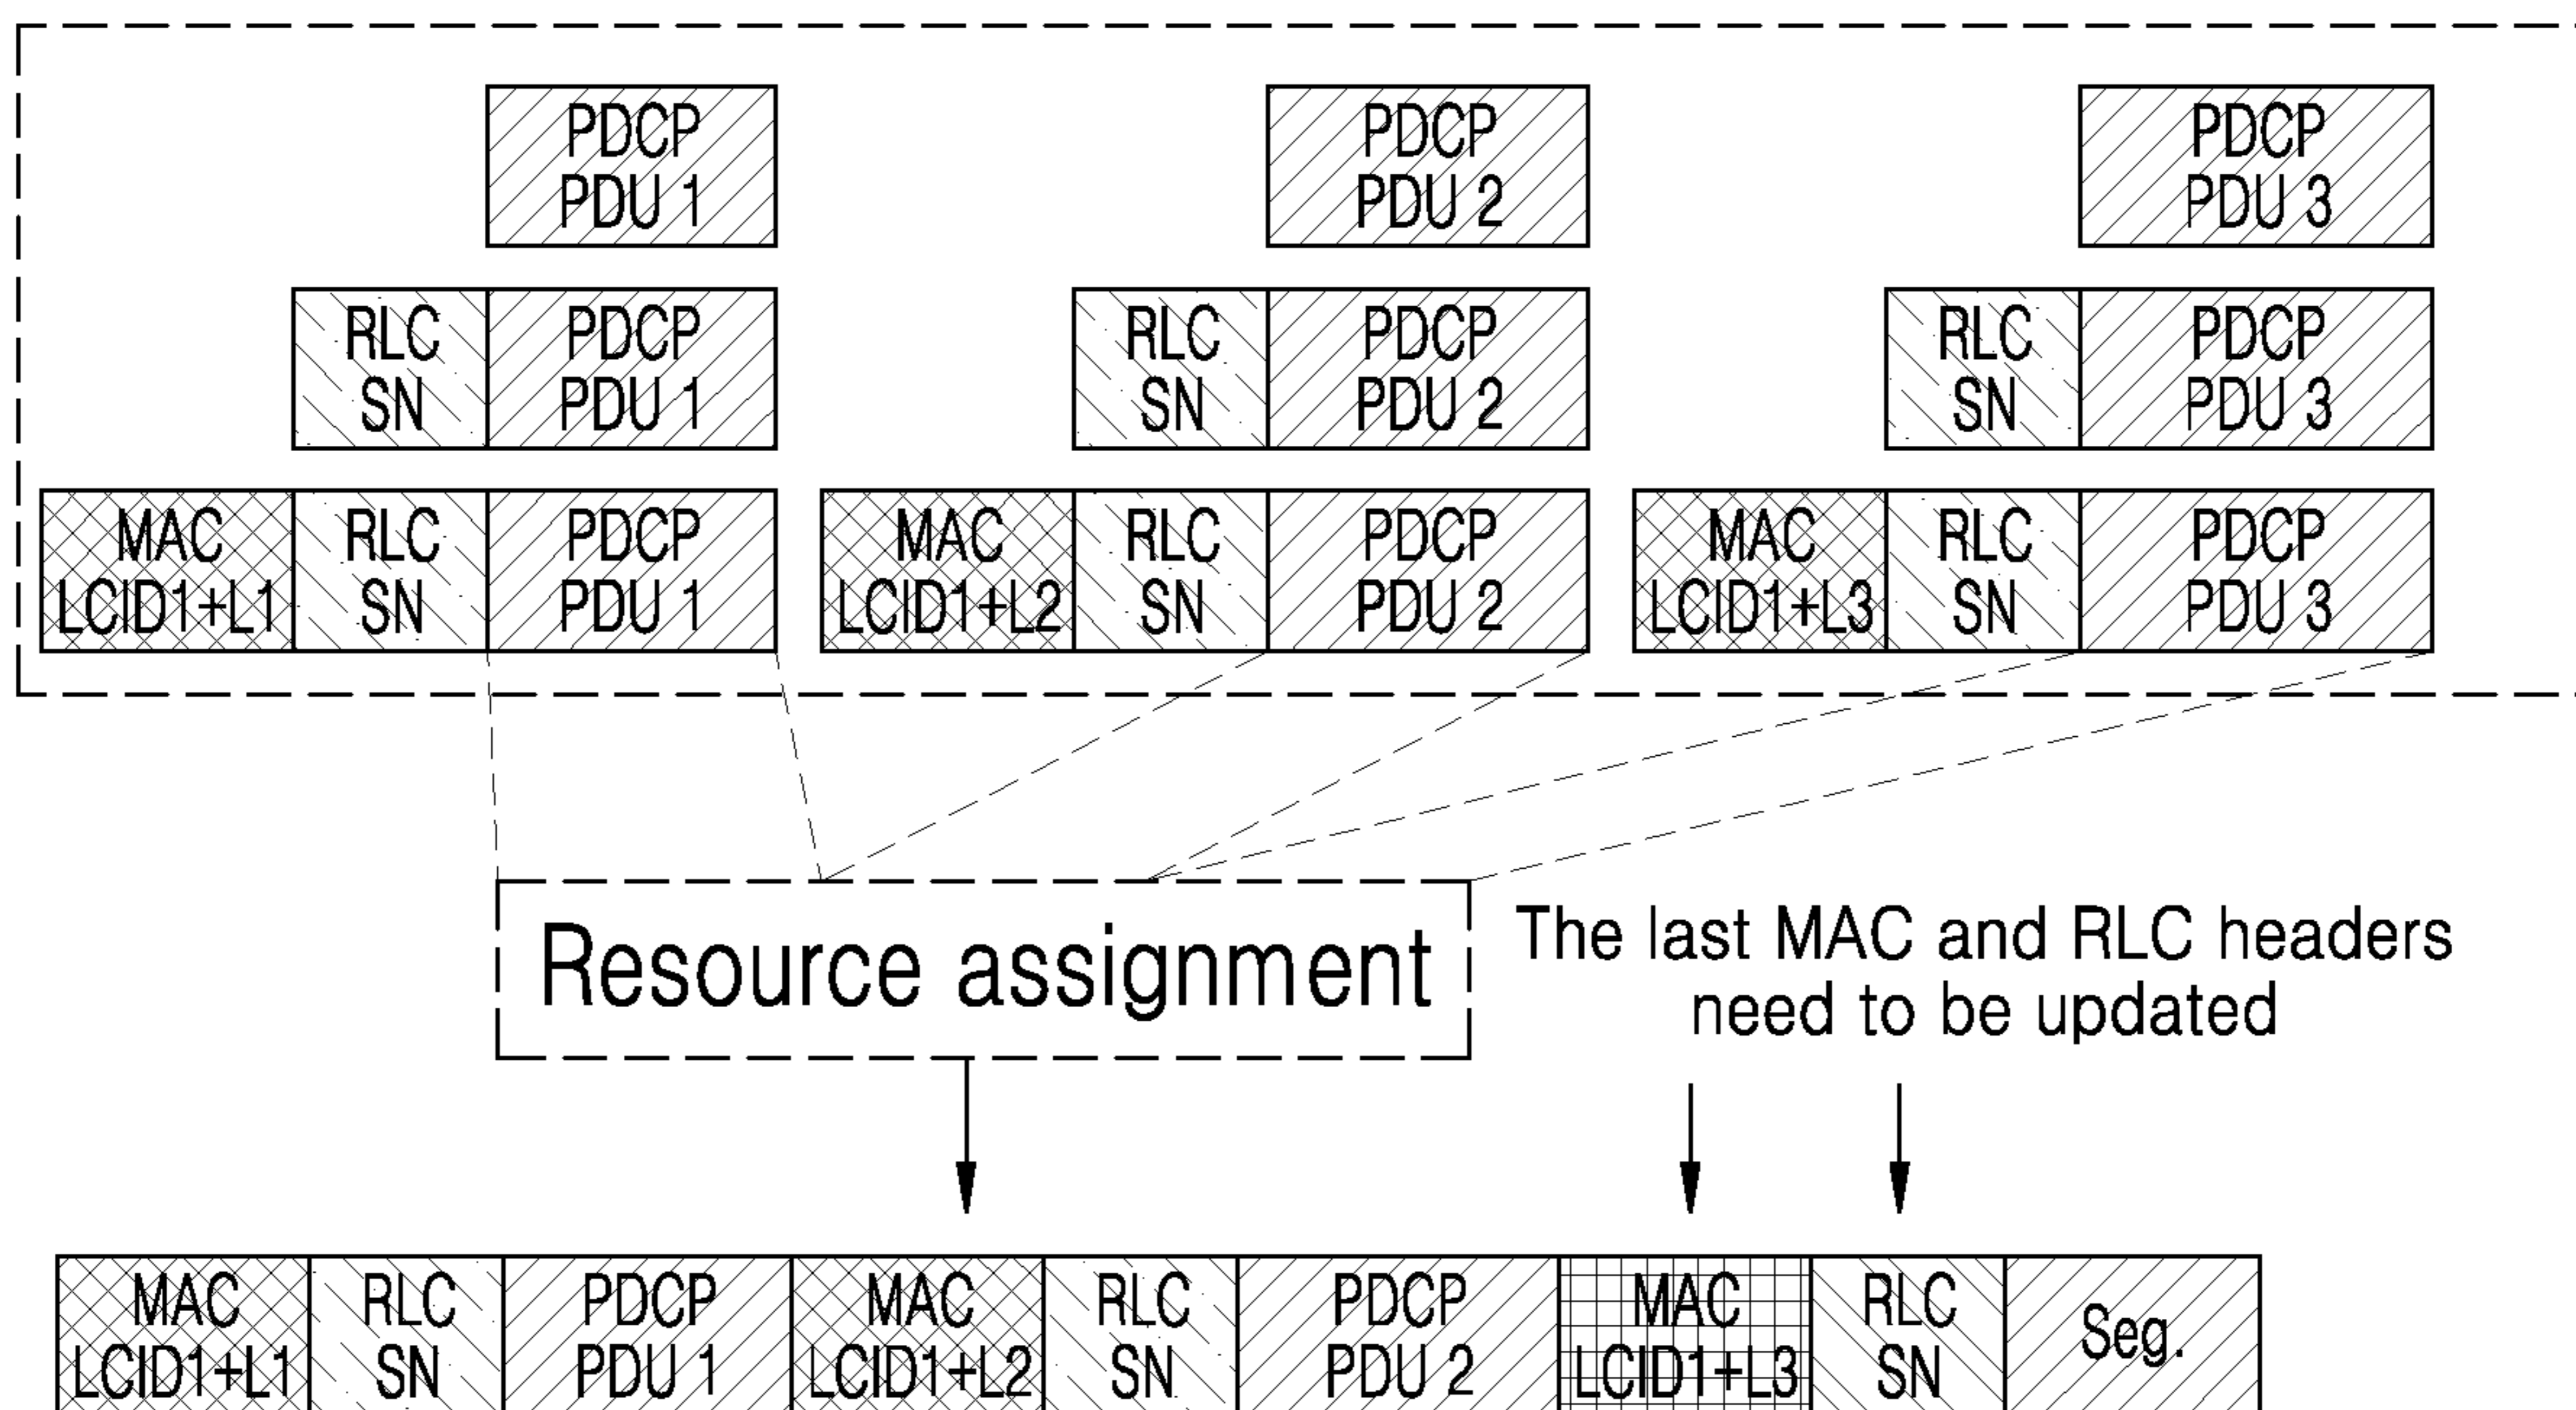 PDCP PDCP PDCP
PDU 1 PDU 2 PDU 3
RLC PDCP RLC PDCP RLC PDCP
SN PDU 1 SN PDU 2 SN PDU 3
MAC RLC PDCP MAC RLC PDCP MAC RLC PDCP
LCID1+L1 SN PDU 1 LCID1+L2 SN PDU 2 LCID1+L3 SN PDU 3
Resource assignment
The last MAC and RLC headers
need to be updated
MAC RLC PDCP MAC RLC PDCP MAC RLC Seg.
LCID1+L1 SN PDU 1 LCID1+L2 SN PDU 2 LCID1+L3 SN